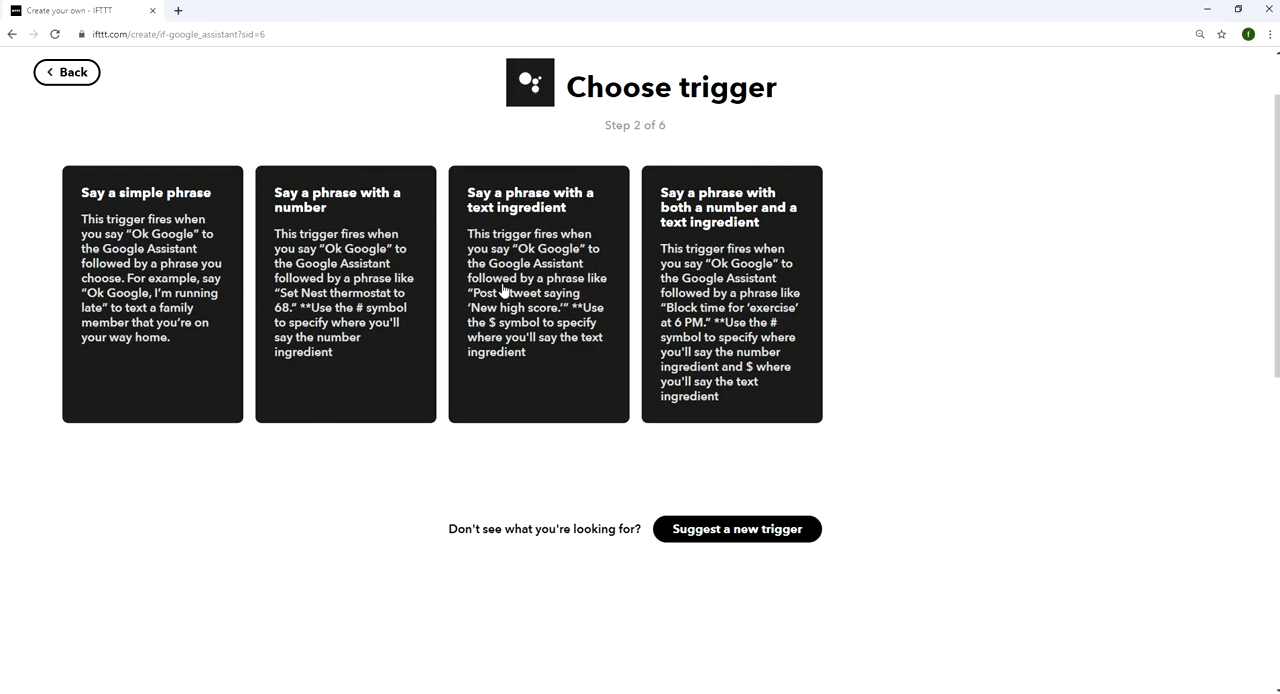 Create your own - IFTTT
ifttt.com/create/if-google_assistant?sid=6
f
Back
Choose trigger
Step 2 of 6
Say a simple phrase
This trigger fires when
you say “Ok Google” to
the Google Assistant
followed by a phrase you
choose. For example, say
“Ok Google, I’m running
late” to text a family
member that you’re on
your way home.
Say a phrase with a
number
This trigger fires when
you say “Ok Google” to
the Google Assistant
followed by a phrase like
“Set Nest thermostat to
68.” **Use the # symbol
to specify where you'll
say the number
ingredient
Say a phrase with a
text ingredient
This trigger fires when
you say “Ok Google” to
the Google Assistant
followed by a phrase like
“Post tweet saying
‘New high score.’” **Use
the $ symbol to specify
where you'll say the text
ingredient
Say a phrase with
both a number and a
text ingredient
This trigger fires when
you say “Ok Google” to
the Google Assistant
followed by a phrase like
“Block time for ‘exercise’
at 6 PM.” **Use the #
symbol to specify where
you'll say the number
ingredient and $ where
you'll say the text
ingredient
Don't see what you're looking for?
Suggest a new trigger